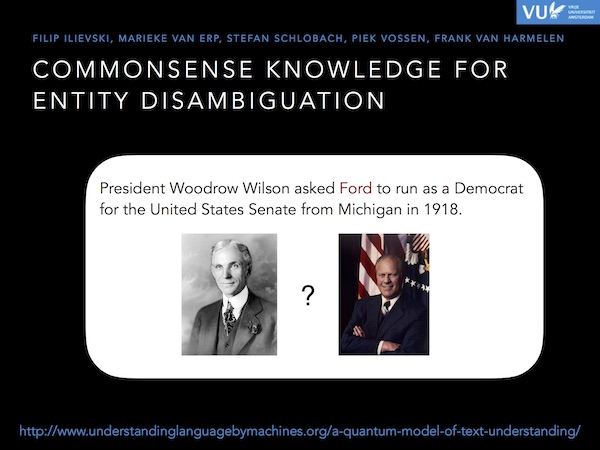 VU
VRIJE
UNIVERSITEIT
AMSTERDAM
FILIP ILIEVSKI, MARIEKE VAN ERP, STEFAN SCHLOBACH, PIEK VOSSEN, FRANK VAN HARMELEN
COMMONSENSE KNOWLEDGE FOR
ENTITY DISAMBIGUATION
President Woodrow Wilson asked Ford to run as a Democrat
for the United States Senate from Michigan in 1918.
?
http://www.understandinglanguagebymachines.org/a-quantum-model-of-text-understanding/